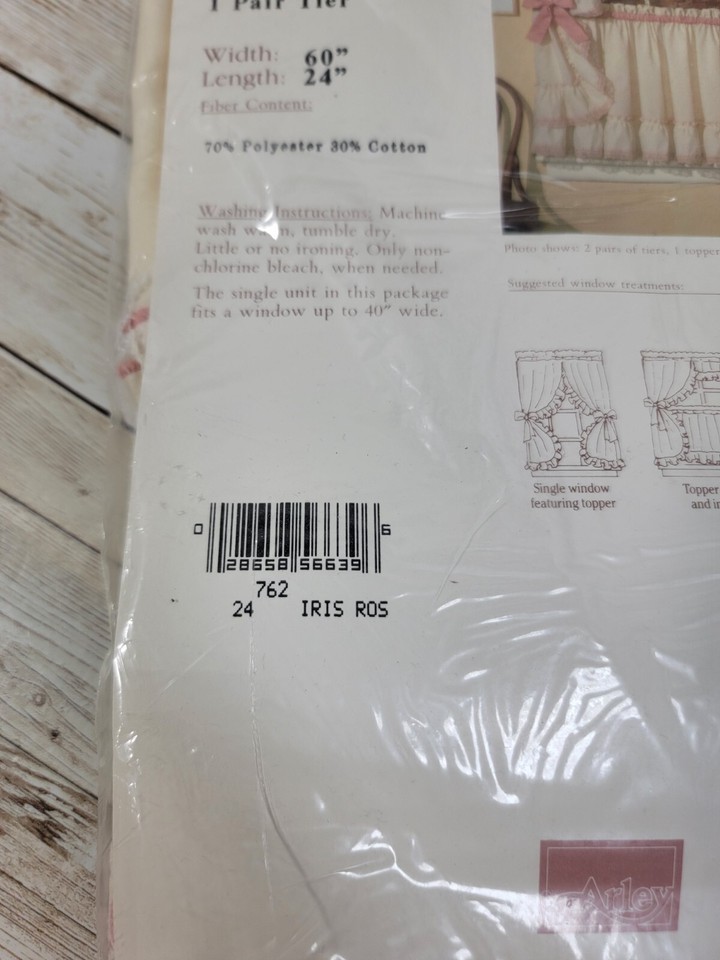 1 Pair Tier
Width: 60"
Length: 24"
Fiber Content:
70% Polyester 30% Cotton
Washing Instructions: Machine
wash warm, tumble dry.
Little or no ironing. Only non-
chlorine bleach, when needed.
The single unit in this package
fits a window up to 40" wide.
Photo shows: 2 pairs of tiers, 1 topper
Suggested window treatments:
Single window
featuring topper
Topper
and in
0 28658 56639 6
762
24 IRIS ROS
Arley